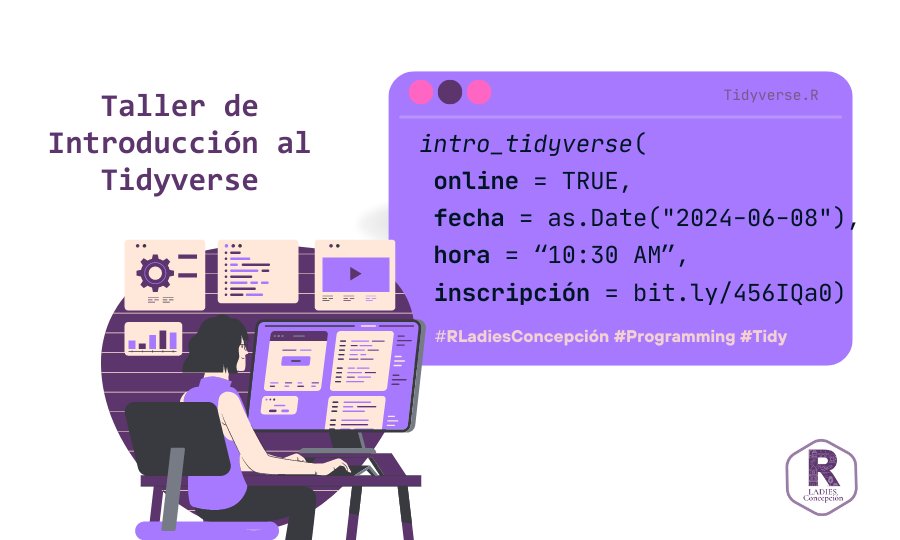 Taller de
Introducción al
Tidyverse
Tidyverse.R
intro_tidyverse(
online = TRUE,
fecha = as.Date("2024-06-08"),
hora = “10:30 AM”,
inscripción = bit.ly/456IQa0)
#RLadiesConcepción #Programming #Tidy
R
LADIES
Concepción